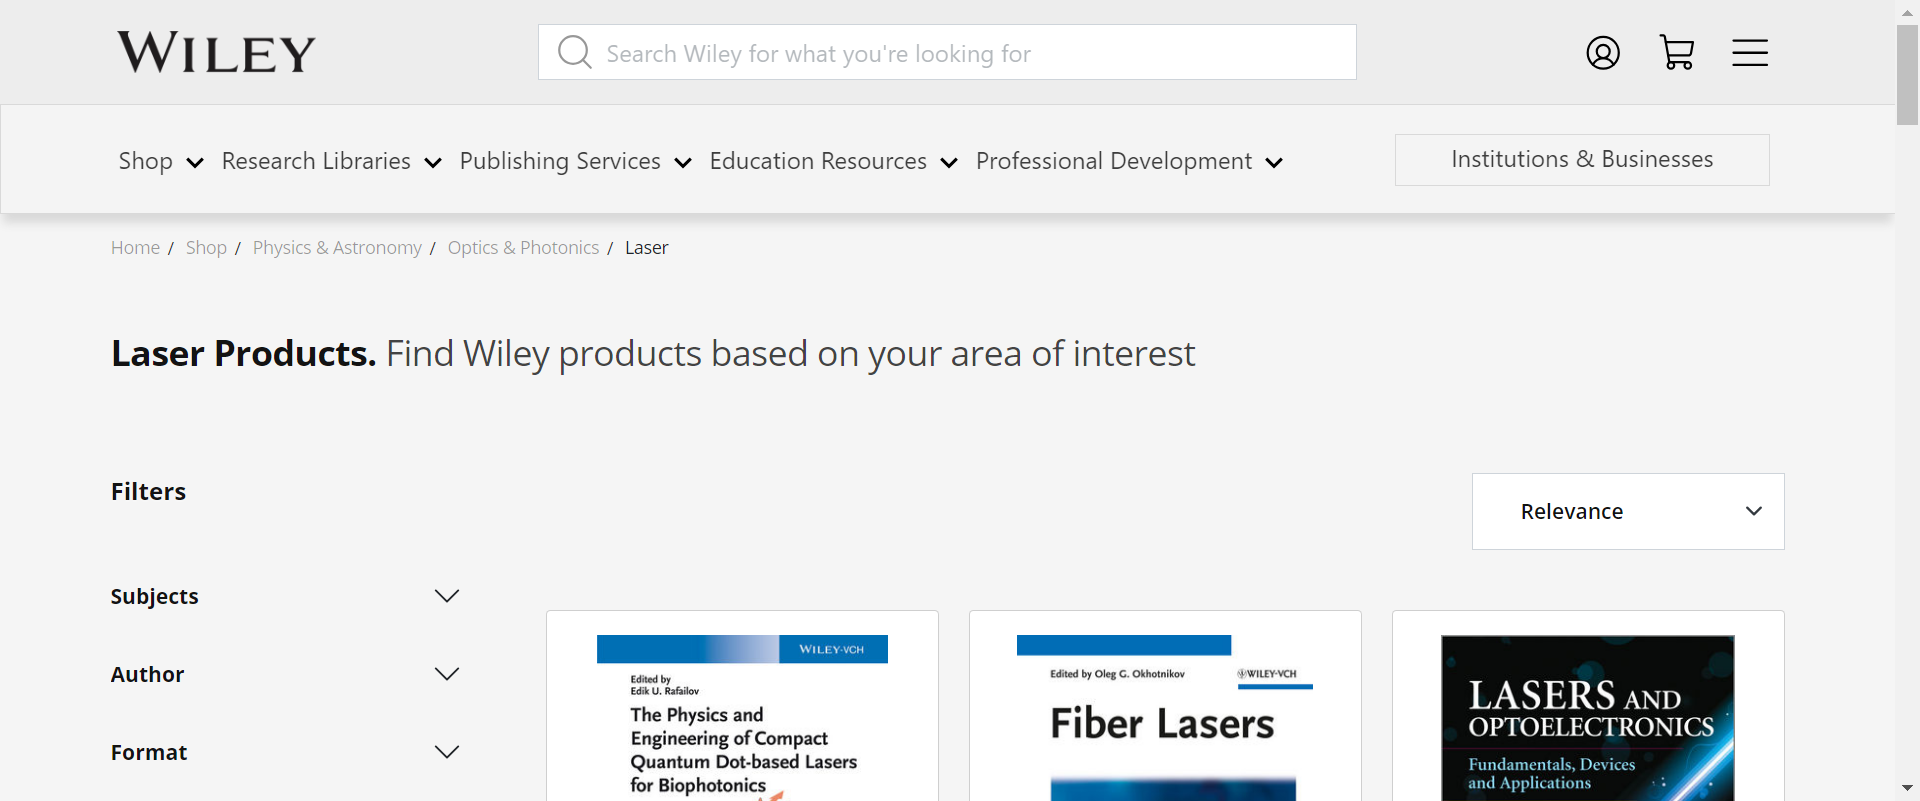 WILEY
Search Wiley for what you're looking for
Shop Research Libraries Publishing Services Education Resources Professional Development Institutions & Businesses
Home / Shop / Physics & Astronomy / Optics & Photonics / Laser
Laser Products. Find Wiley products based on your area of interest
Filters
Relevance
Subjects
Author
Format
WILEY-VCH
Edited by
Edik U. Rafailov
The Physics and
Engineering of Compact
Quantum Dot-based Lasers
for Biophotonics
Edited by Oleg G. Okhotnikov
WILEY-VCH
Fiber Lasers
LASERS AND
OPTOELECTRONICS
Fundamentals, Devices
and Applications